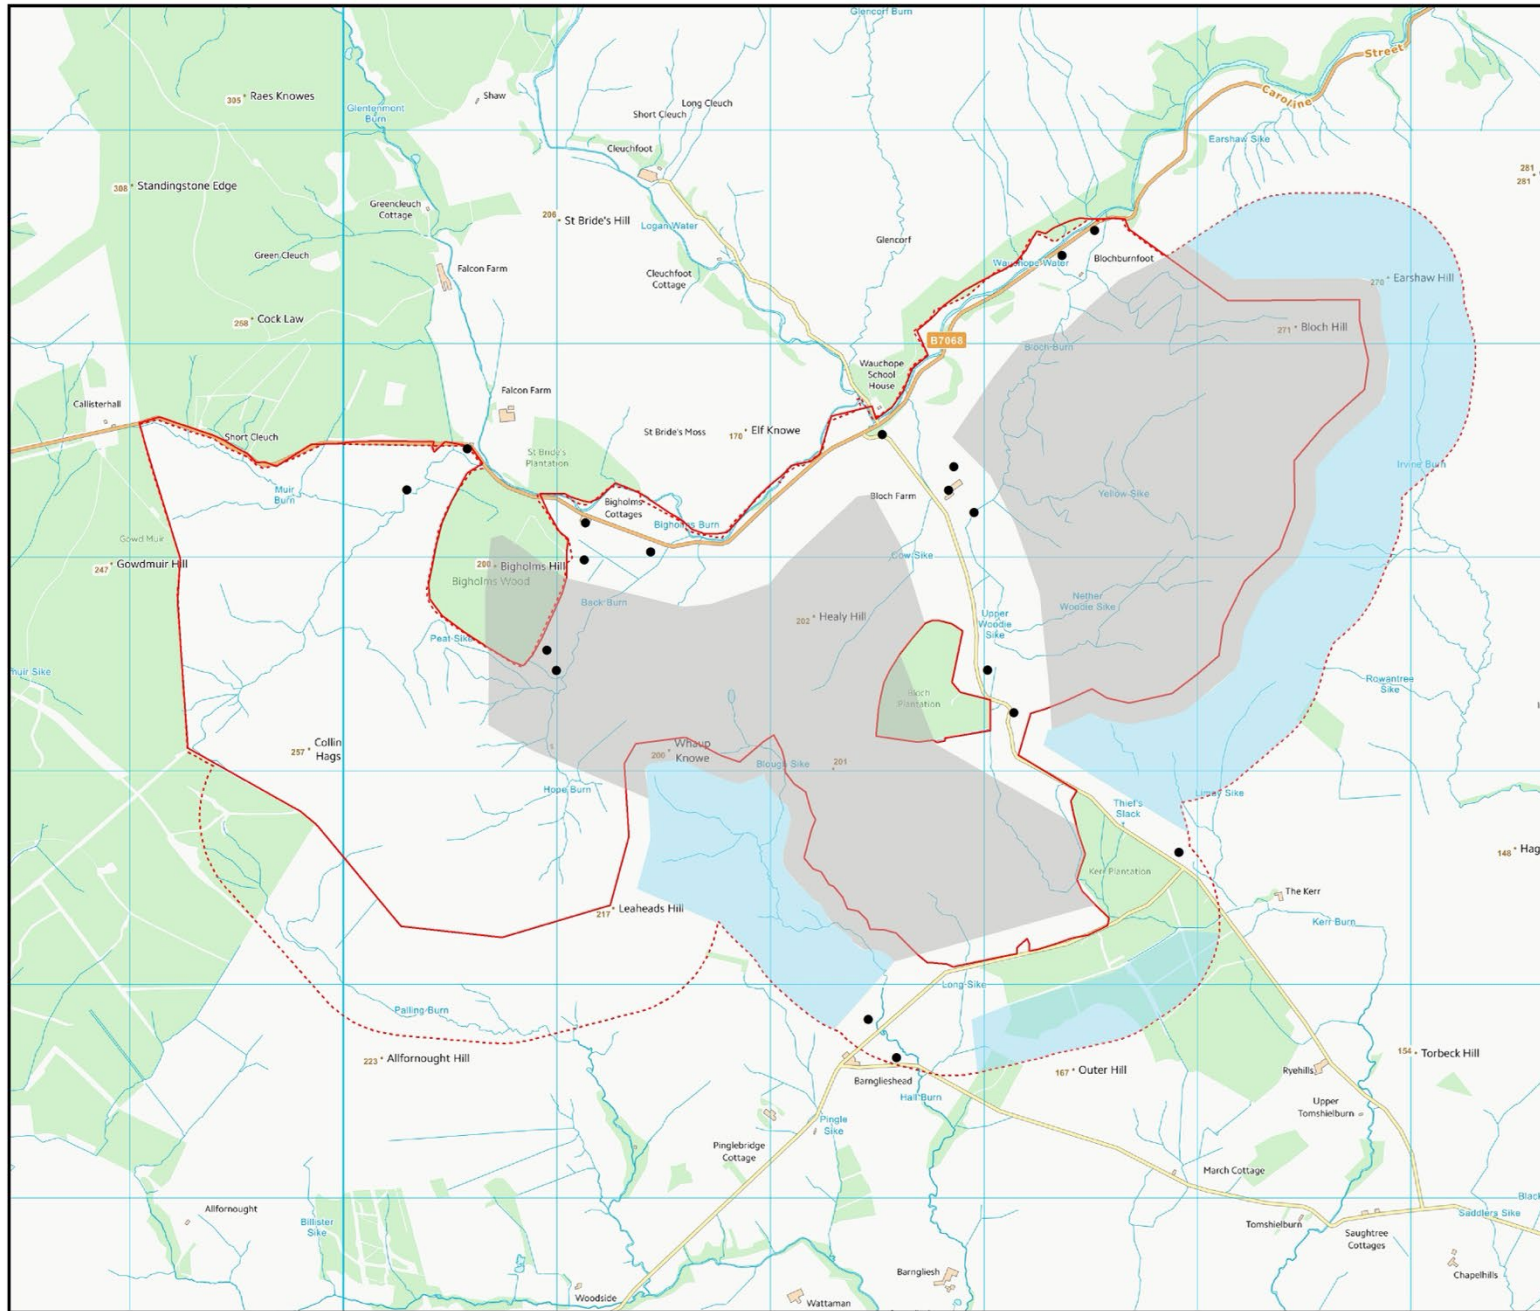 Glencorf Burn
Street
Caroline
305 Raes Knowes
Glentenmont
Burn
Shaw
Long Cleuch
Short Cleuch
Cleuchfoot
Earshaw Sike
281
281
308 Standingstone Edge
Greencleuch
Cottage
206
St Bride's Hill
Logan Water
Glencorf
Green Cleuch
Falcon Farm
Cleuchfoot
Cottage
Wauchope Water
Blochburnfoot
270 Earshaw Hill
268 Cock Law
271 Bloch Hill
B7068
Bloch Burn
Wauchope
School
House
Falcon Farm
Callisterhall
Short Cleuch
St Bride's Moss
170 Elf Knowe
St Bride's
Plantation
Irvine Burn
Muir
Burn
Bigholms
Cottages
Bloch Farm
Yellow Sike
Bigholms Burn
Gowd Muir
247 Gowdmuir Hill
200 Bigholms Hill
Bigholms Wood
Cow Sike
Back Burn
Nether
Woodie Sike
202 Healy Hill
Upper
Woodie
Sike
Peat Sike
muir Sike
Rowantree
Sike
Bloch
Plantation
257
Collin
Hags
200
Whaup
Knowe
Blough Sike
201
Hope Burn
Limey Sike
Thief's
Slack
148 Hag
Kerr Plantation
The Kerr
217 Leaheads Hill
Kerr Burn
Long Sike
Palling Burn
223 Allfornought Hill
154 Torbeck Hill
167 Outer Hill
Ryehills
Barnglieshead
Hall Burn
Upper
Tomshielburn
Pingle
Sike
Pinglebridge
Cottage
March Cottage
Black
Saddlers Sike
Allfornought
Billister
Sike
Tomshielburn
Saughtree
Cottages
Barngliesh
Chapelhills
Woodside
Wattaman